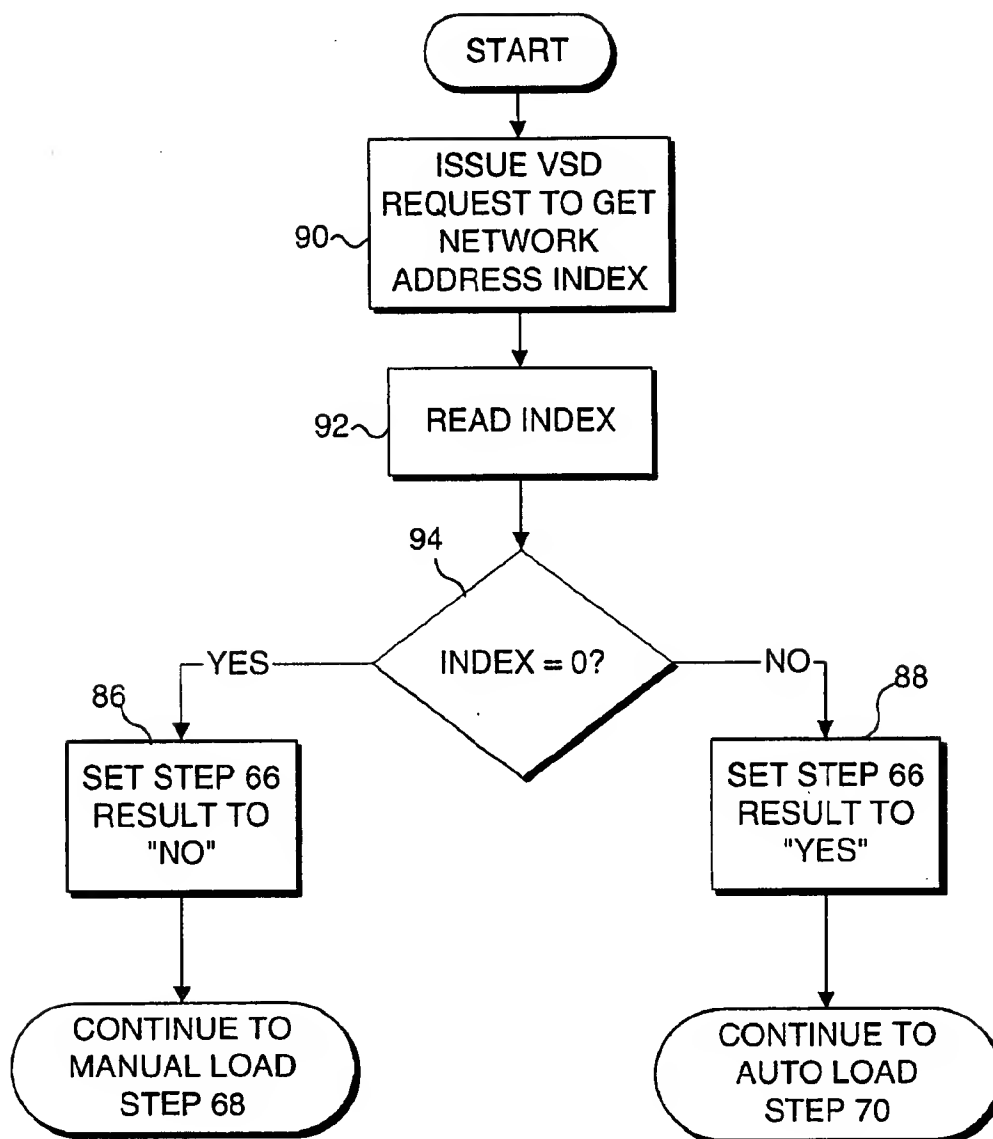 START
ISSUE VSD
REQUEST TO GET
NETWORK
ADDRESS INDEX
90
READ INDEX
92
94
INDEX = 0?
YES
NO
86
SET STEP 66
RESULT TO
"NO"
88
SET STEP 66
RESULT TO
"YES"
CONTINUE TO
MANUAL LOAD
STEP 68
CONTINUE TO
AUTO LOAD
STEP 70